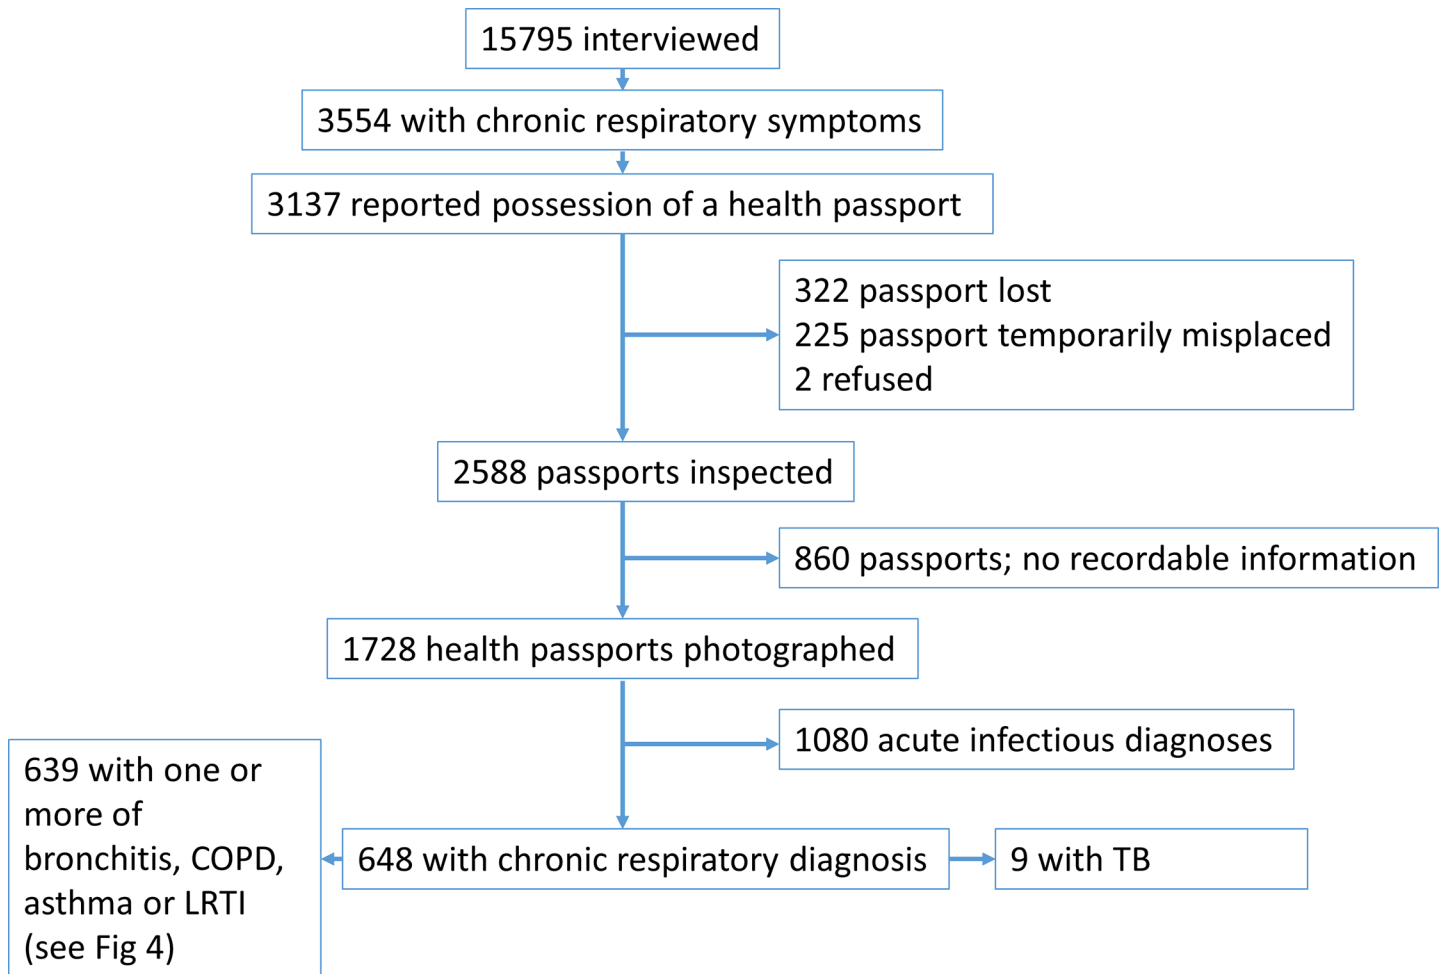 15795 interviewed
3554 with chronic respiratory symptoms
3137 reported possession of a health passport
322 passport lost
225 passport temporarily misplaced
2 refused
2588 passports inspected
860 passports; no recordable information
1728 health passports photographed
1080 acute infectious diagnoses
639 with one or
more of
bronchitis, COPD,
asthma or LRTI
(see Fig 4)
648 with chronic respiratory diagnosis
9 with TB